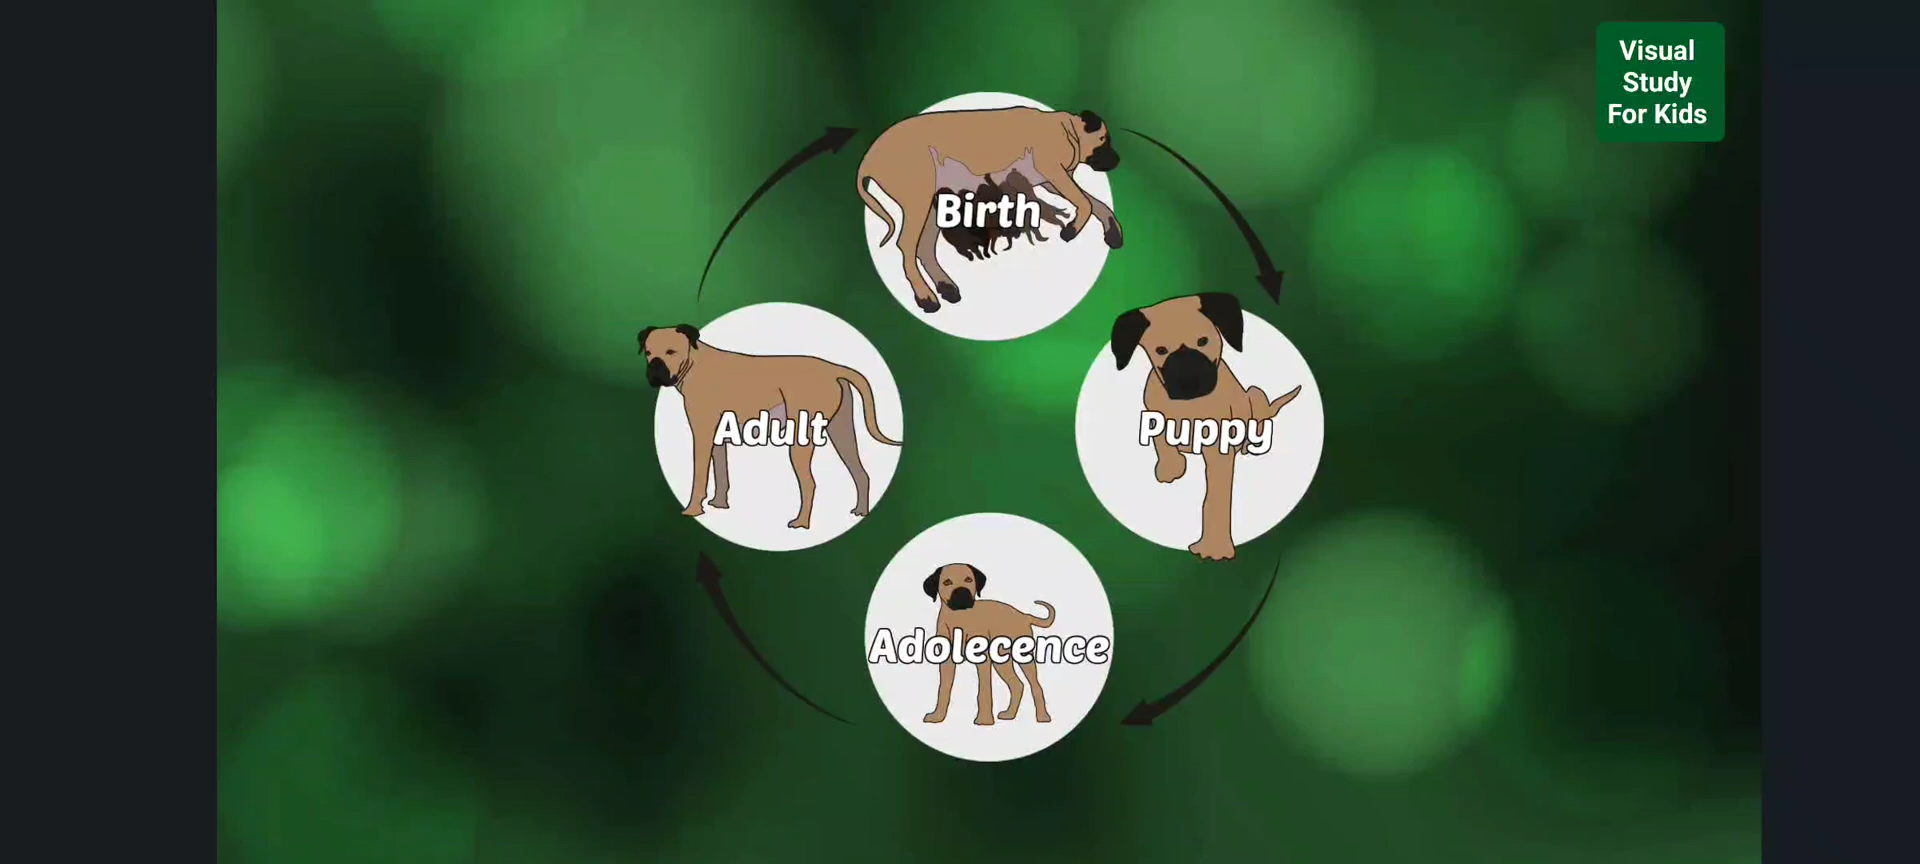 Visual
Study
For Kids
Birth
Adult
Puppy
Adolecence